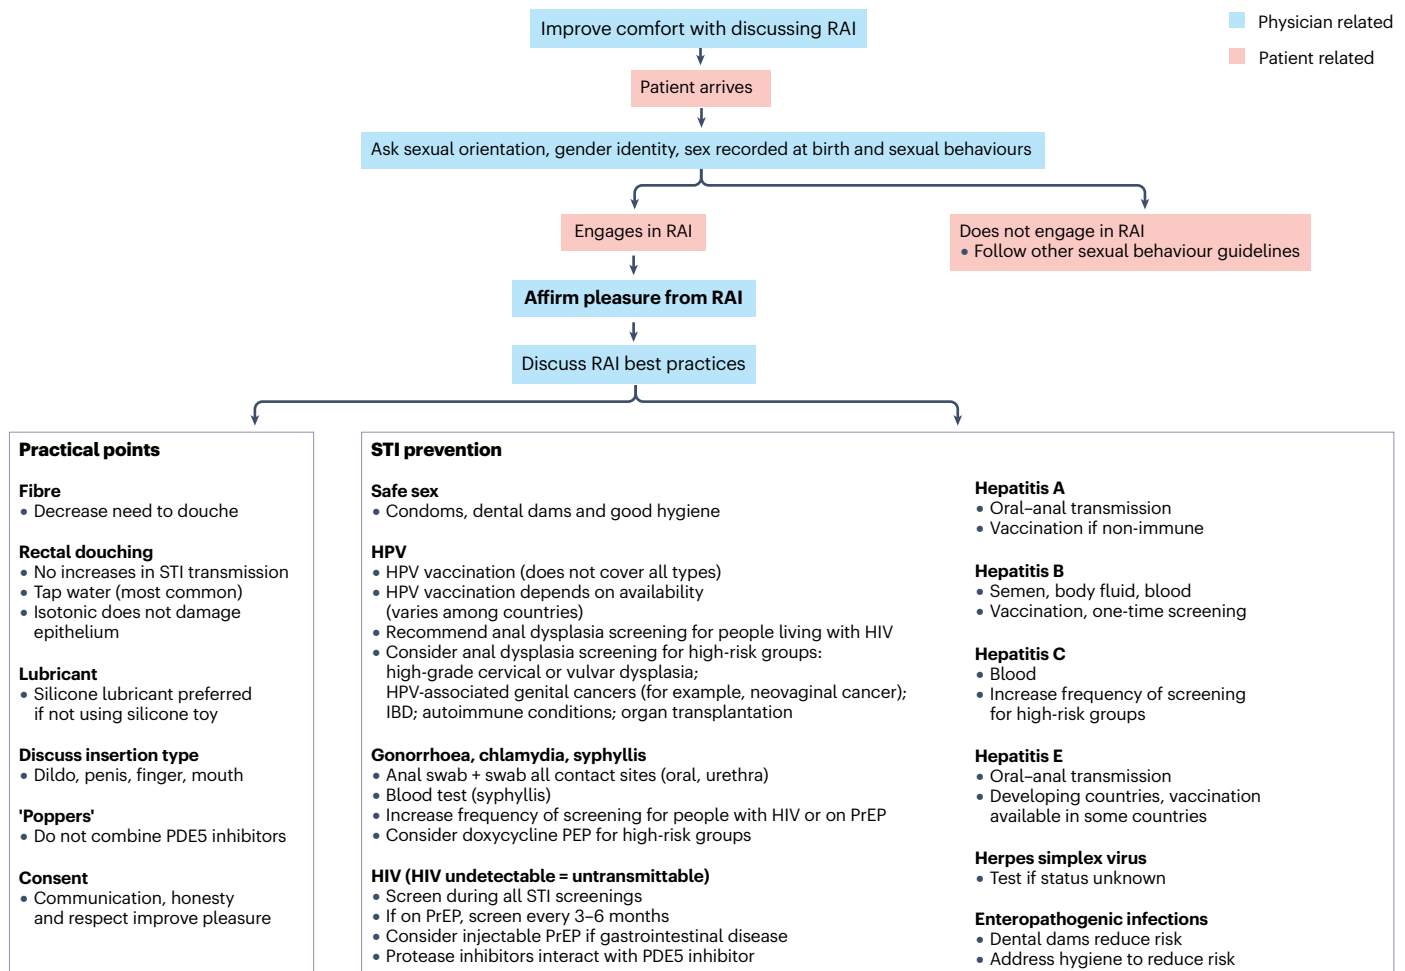 Improve comfort with discussing RAI
Physician related
Patient related
Patient arrives
Ask sexual orientation, gender identity, sex recorded at birth and sexual behaviours
Engages in RAI
Does not engage in RAI
• Follow other sexual behaviour guidelines
Affirm pleasure from RAI
Discuss RAI best practices
Practical points
Fibre
• Decrease need to douche
Rectal douching
• No increases in STI transmission
• Tap water (most common)
• Isotonic does not damage
epithelium
Lubricant
• Silicone lubricant preferred
if not using silicone toy
Discuss insertion type
• Dildo, penis, finger, mouth
'Poppers'
• Do not combine PDE5 inhibitors
Consent
• Communication, honesty
and respect improve pleasure
STI prevention
Safe sex
• Condoms, dental dams and good hygiene
HPV
• HPV vaccination (does not cover all types)
• HPV vaccination depends on availability
(varies among countries)
• Recommend anal dysplasia screening for people living with HIV
• Consider anal dysplasia screening for high-risk groups:
high-grade cervical or vulvar dysplasia;
HPV-associated genital cancers (for example, neovaginal cancer);
IBD; autoimmune conditions; organ transplantation
Gonorrhoea, chlamydia, syphyllis
• Anal swab + swab all contact sites (oral, urethra)
• Blood test (syphyllis)
• Increase frequency of screening for people with HIV or on PrEP
• Consider doxycycline PEP for high-risk groups
HIV (HIV undetectable = untransmittable)
• Screen during all STI screenings
• If on PrEP, screen every 3–6 months
• Consider injectable PrEP if gastrointestinal disease
• Protease inhibitors interact with PDE5 inhibitor
Hepatitis A
• Oral–anal transmission
• Vaccination if non-immune
Hepatitis B
• Semen, body fluid, blood
• Vaccination, one-time screening
Hepatitis C
• Blood
• Increase frequency of screening
for high-risk groups
Hepatitis E
• Oral–anal transmission
• Developing countries, vaccination
available in some countries
Herpes simplex virus
• Test if status unknown
Enteropathogenic infections
• Dental dams reduce risk
• Address hygiene to reduce risk